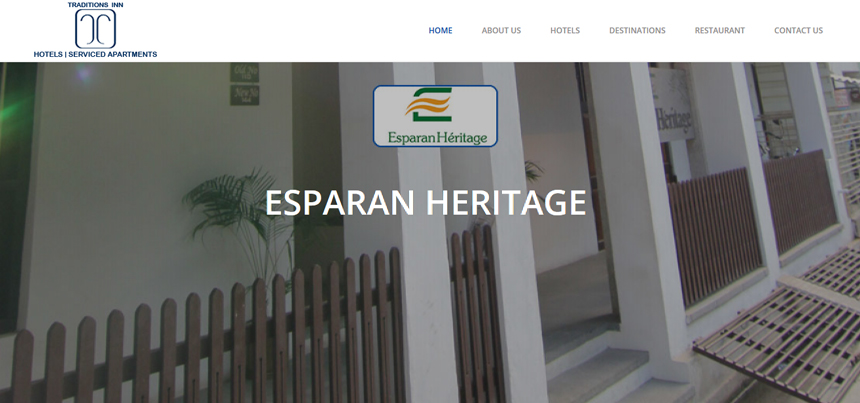 TRADITIONS INN
HOTELS | SERVICED APARTMENTS
HOME
ABOUT US
HOTELS
DESTINATIONS
RESTAURANT
CONTACT US
Esparan Héritage
ESPARAN HERITAGE
Héritage